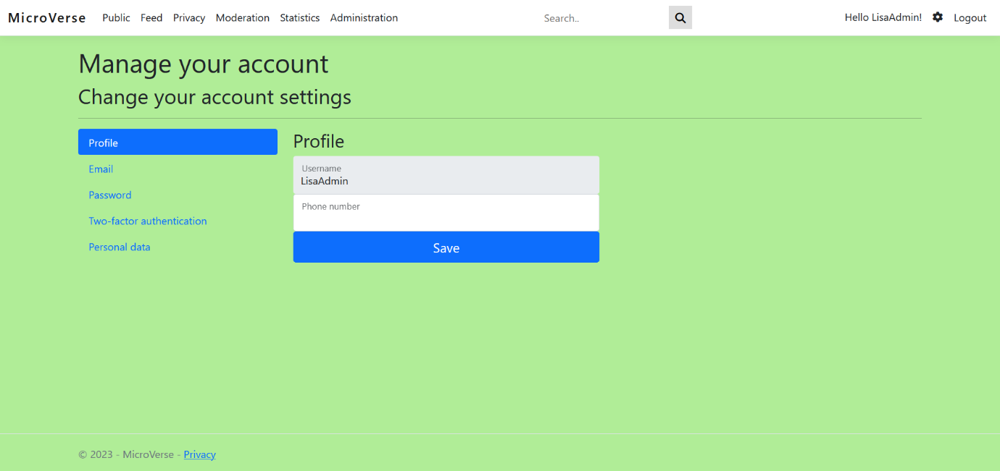 MicroVerse Public Feed Privacy Moderation Statistics Administration Search.. Hello LisaAdmin! Logout
Manage your account
Change your account settings
Profile
Email
Password
Two-factor authentication
Personal data
Profile
Username
LisaAdmin
Phone number
Save
© 2023 - MicroVerse - Privacy